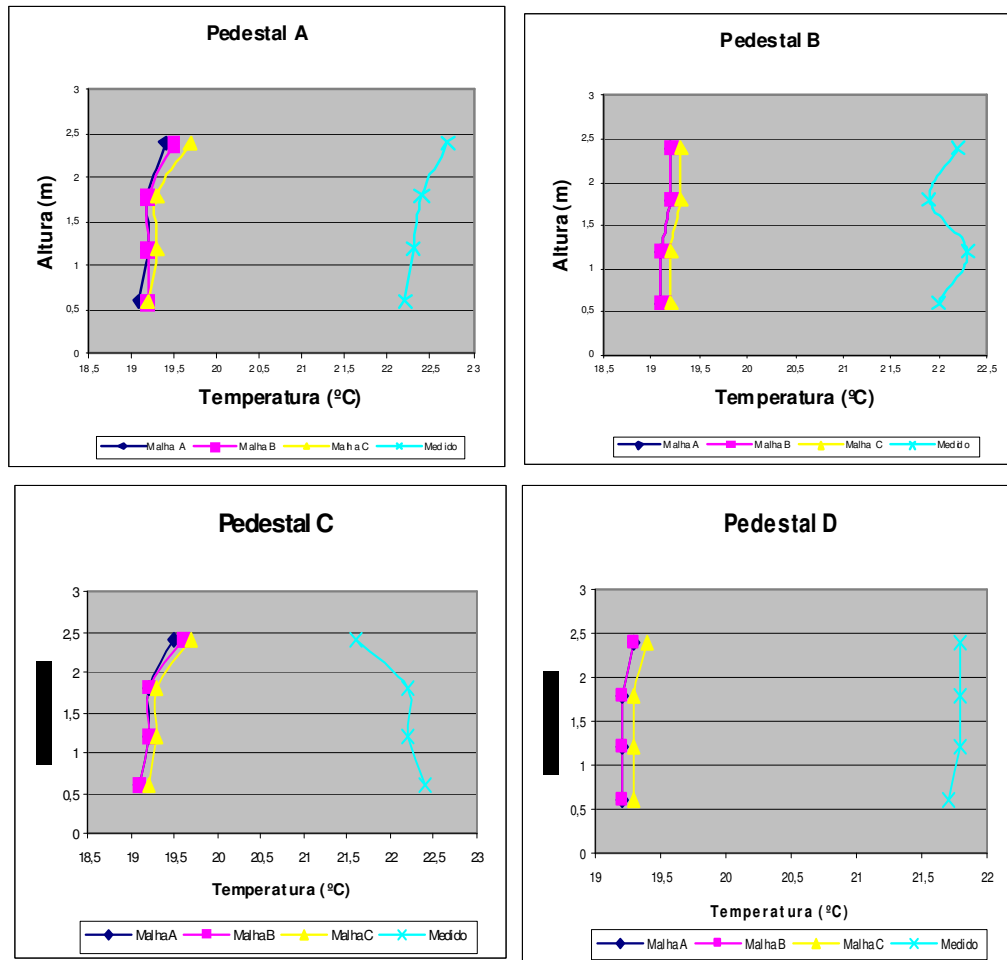 Pedestal A
3
2,5
2
1,5
1
0,5
0
Altura (m)
18,5 19 19,5 20 20,5 21 21,5 22 22,5 23
Temperatura (ºC)
Malha A Malha B Malha C Medido
Pedestal B
3
2,5
2
1,5
1
0,5
0
Altura (m)
18,5 19 19,5 20 20,5 21 21,5 22 22,5
Temperatura (ºC)
Malha A Malha B Malha C Medido
Pedestal C
3
2,5
2
1,5
1
0,5
0
18,5 19 19,5 20 20,5 21 21,5 22 22,5 23
Temperatura (ºC)
Malha A Malha B Malha C Medido
Pedestal D
3
2,5
2
1,5
1
0,5
0
19 19,5 20 20,5 21 21,5 22
Temperatura (ºC)
Malha A Malha B Malha C Medido